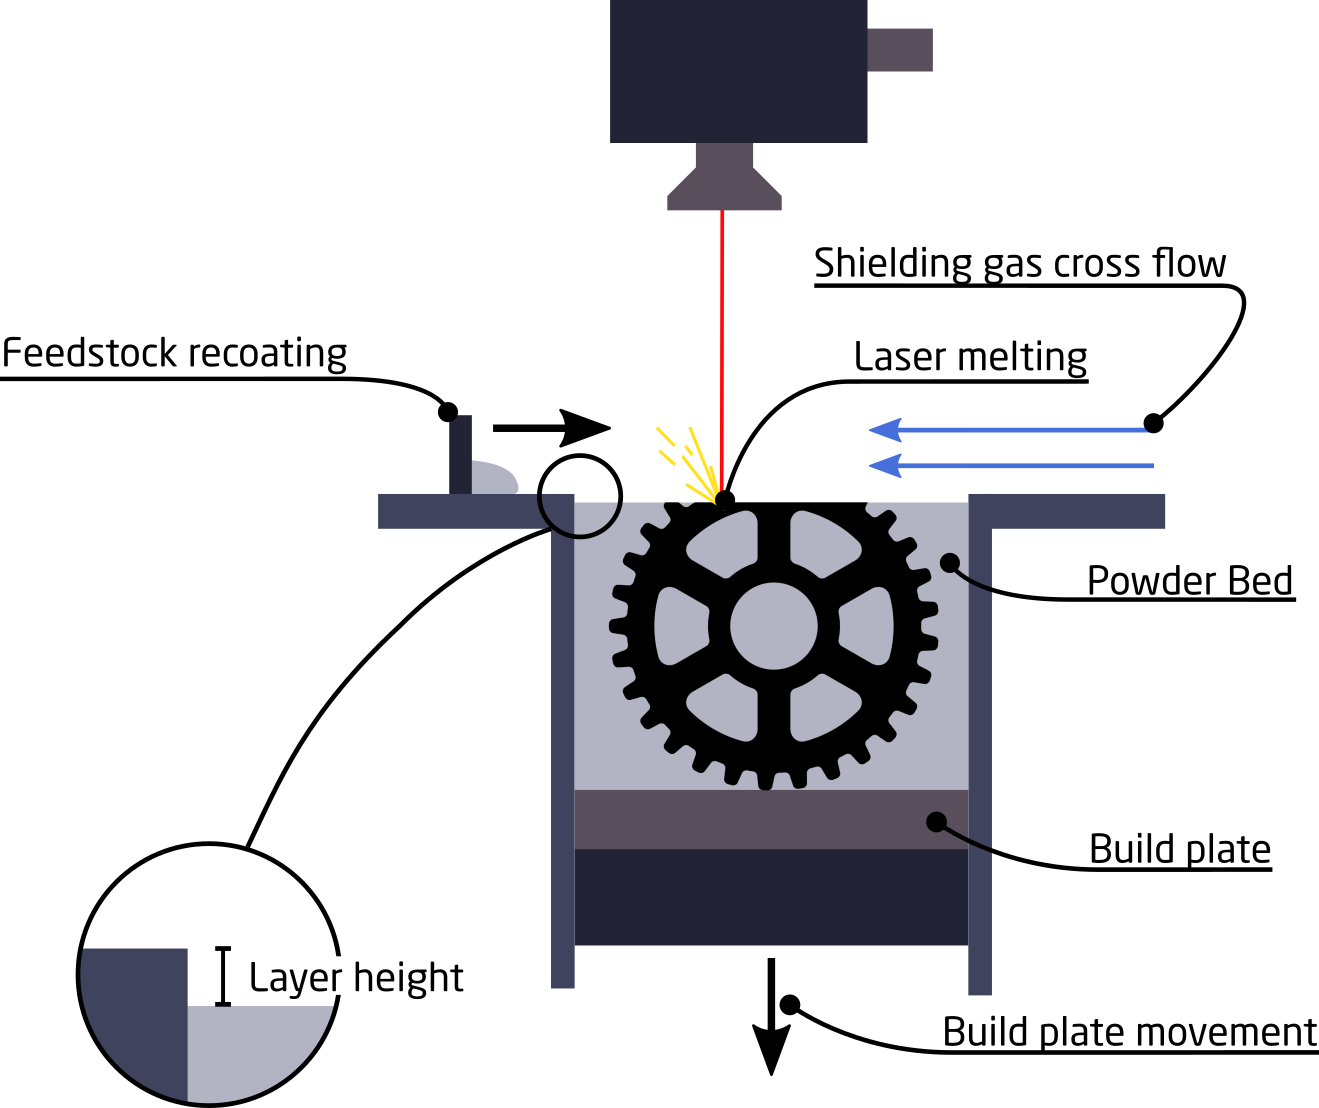 Shielding gas cross flow
Feedstock recoating
Laser melting
Powder Bed
Build plate
Layer height
Build plate movement